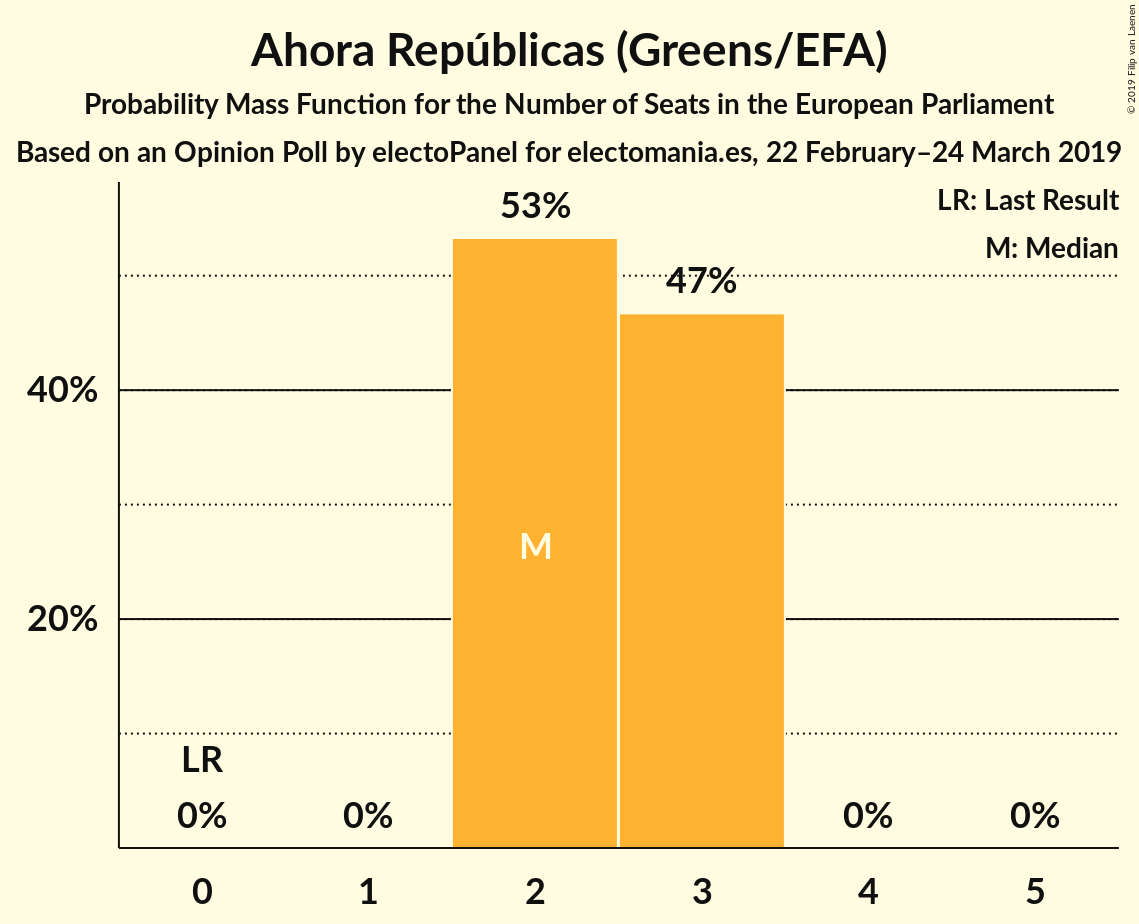 Ahora Repúblicas (Greens/EFA)
Probability Mass Function for the Number of Seats in the European Parliament
Based on an Opinion Poll by electoPanel for electomania.es, 22 February–24 March 2019
© 2019 Filip van Laenen
LR: Last Result
M: Median
53%
47%
40%
M
20%
LR
0% 0% 0% 0%
0 1 2 3 4 5